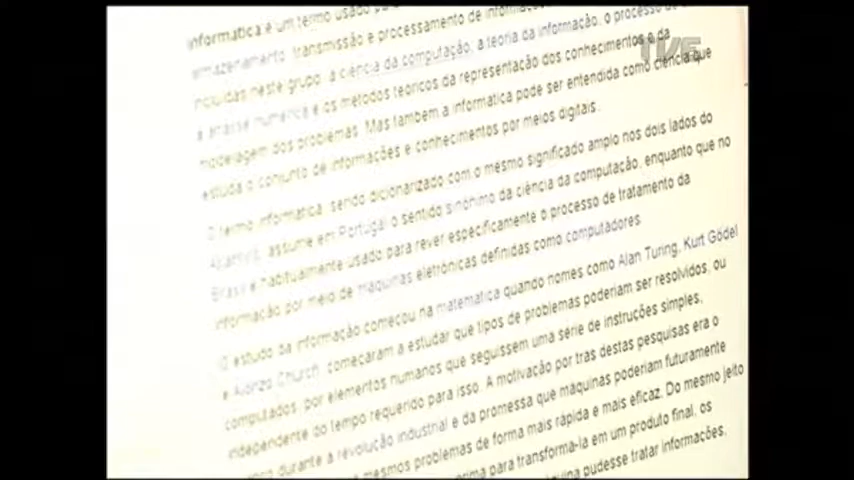 informática é um termo usado para
armazenamento, transmissão e processamento de informações
incluídas neste grupo: a ciência da computação, a teoria da informação, o processo de
a análise numérica e os métodos teóricos da representação dos conhecimentos e da
modelagem dos problemas. Mas também a informática pode ser entendida como ciência que
estuda o conjunto de informações e conhecimentos por meios digitais.
O termo informática, sendo dicionarizado com o mesmo significado amplo nos dois lados do
Atlântico, assume em Portugal o sentido sinônimo da ciência da computação, enquanto que no
Brasil é habitualmente usado para rever especificamente o processo de tratamento da
informação por meio de máquinas eletrônicas definidas como computadores.
O estudo da informação começou na matemática quando nomes como Alan Turing, Kurt Gödel
e Alonzo Church, começaram a estudar que tipos de problemas poderiam ser resolvidos, ou
computados, por elementos humanos que seguissem uma série de instruções simples,
independente do tempo requerido para isso. A motivação por trás destas pesquisas era o
durante a revolução industrial e da promessa que máquinas poderiam futuramente
mesmos problemas de forma mais rápida e mais eficaz. Do mesmo jeito
para transformá-la em um produto final, os
pudesse tratar informações.
TVE